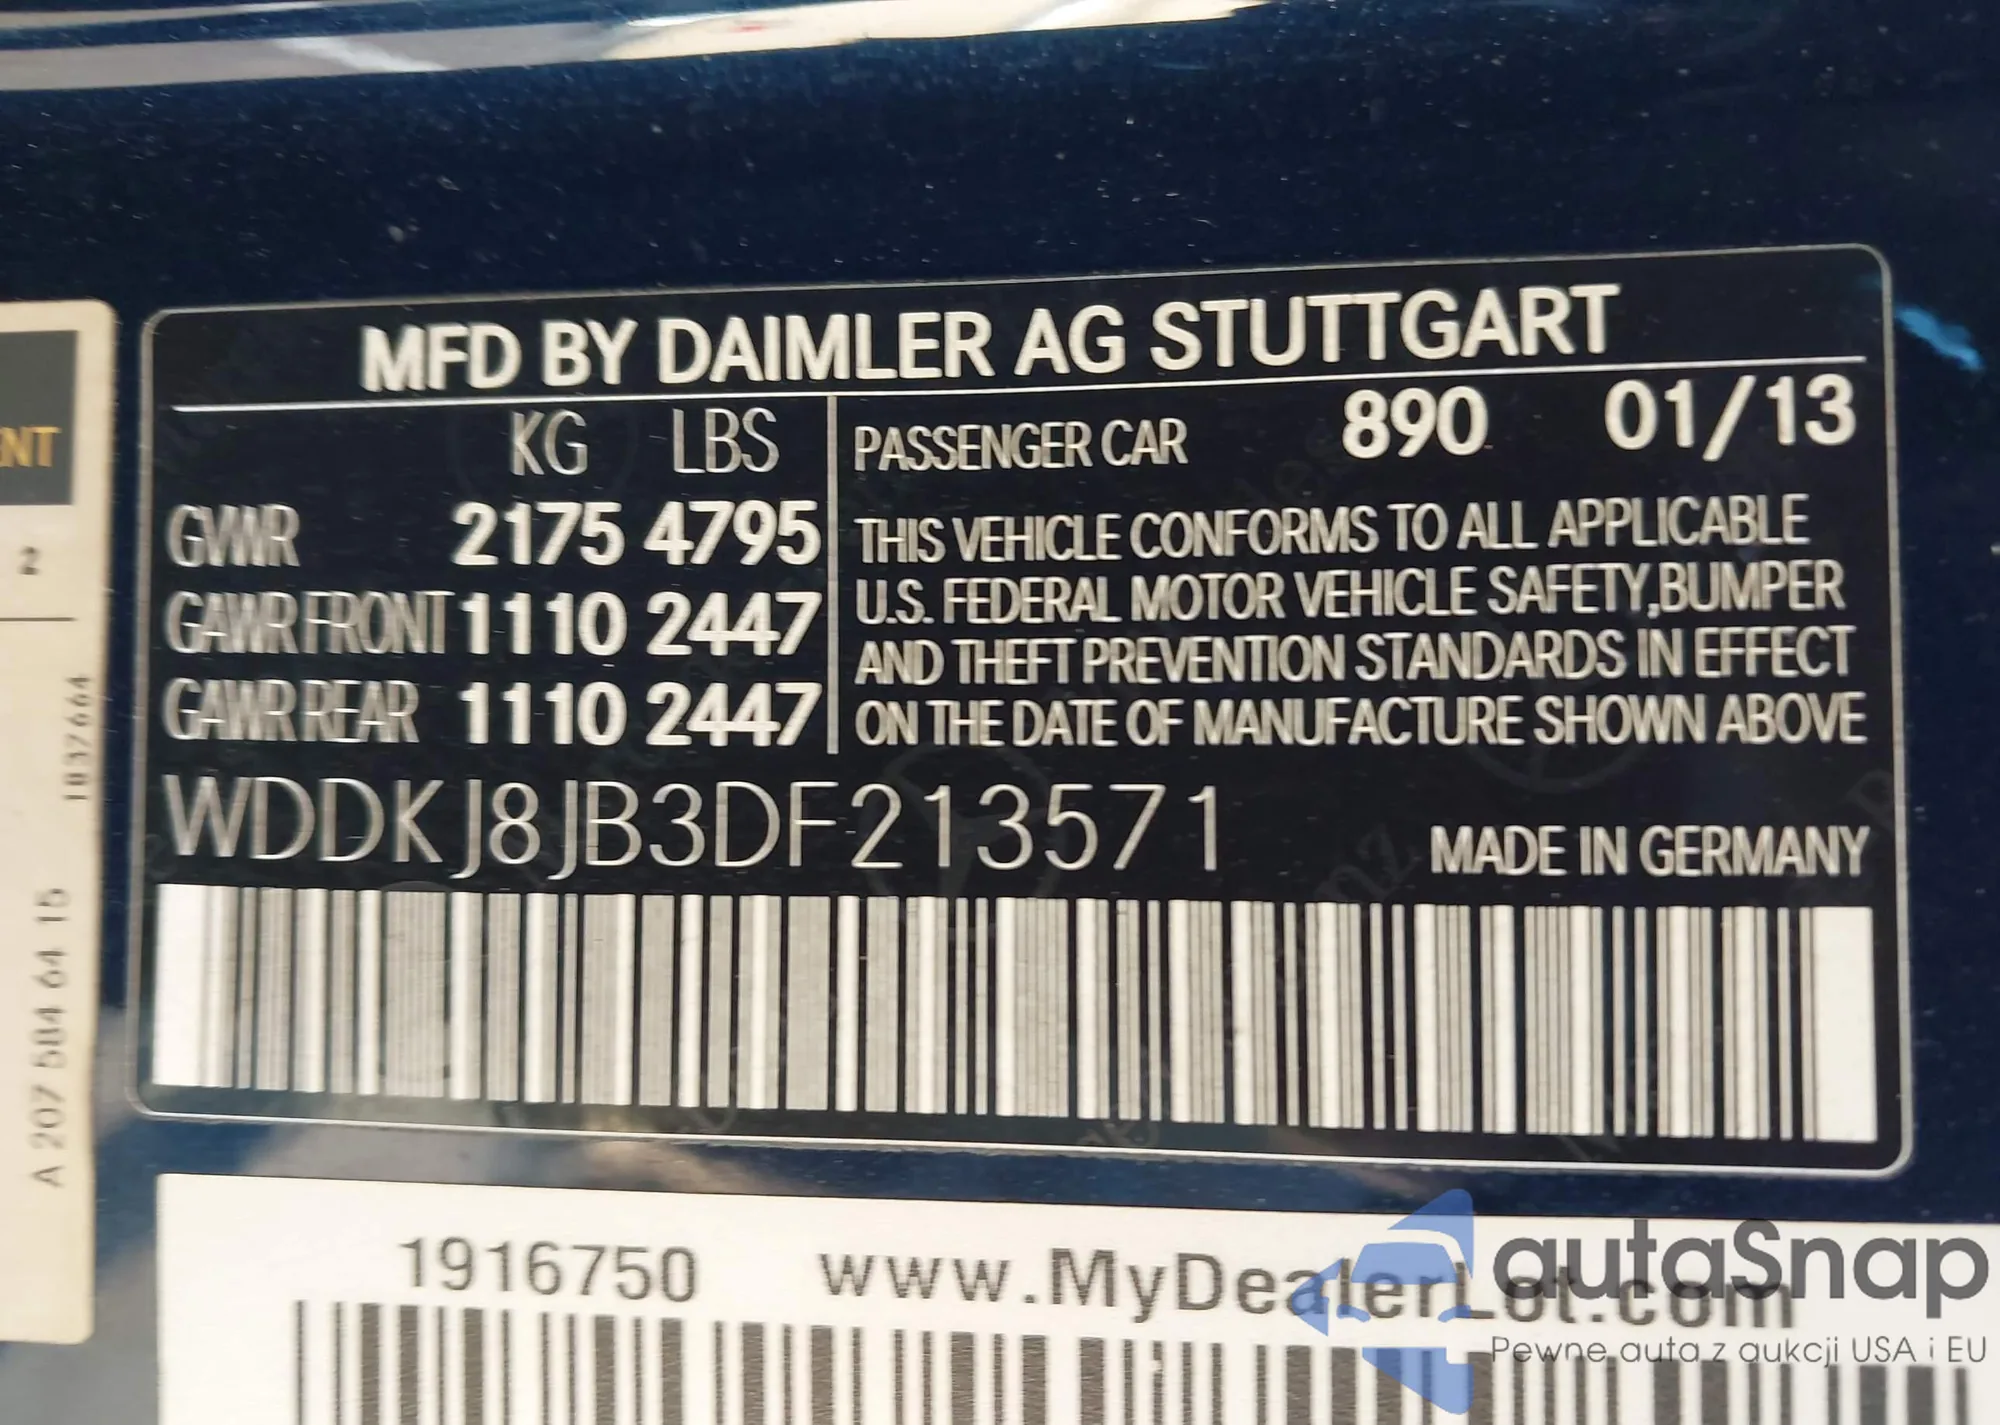 MFD BY DAIMLER AG STUTTGART
KG LBS
GVWR 2175 4795
GAWR FRONT 1110 2447
GAWR REAR 1110 2447
PASSENGER CAR 890 01/13
THIS VEHICLE CONFORMS TO ALL APPLICABLE
U.S. FEDERAL MOTOR VEHICLE SAFETY,BUMPER
AND THEFT PREVENTION STANDARDS IN EFFECT
ON THE DATE OF MANUFACTURE SHOWN ABOVE
WDDKJ8JB3DF213571
MADE IN GERMANY
2
1837664
A 207 584 64 15
1916750 www.MyDealerLot.com
autaSnap
Pewne auta z aukcji USA i EU